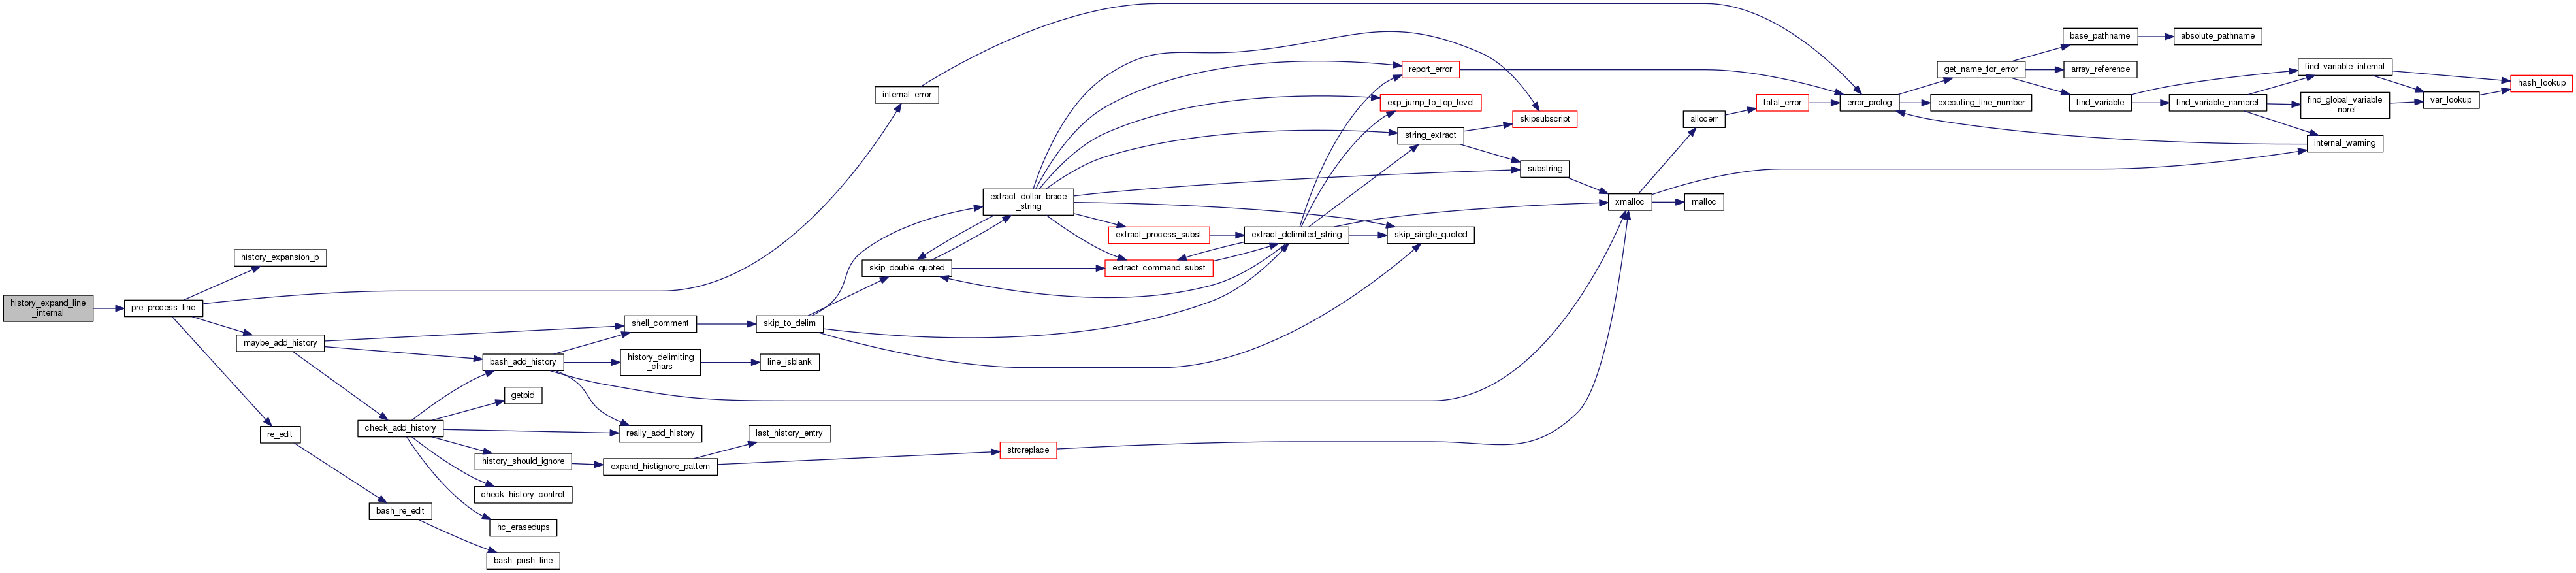 history_expand_line
_internal
pre_process_line
history_expansion_p
internal_error
maybe_add_history
re_edit
shell_comment
bash_add_history
check_add_history
bash_re_edit
bash_push_line
history_delimiting
_chars
line_isblank
getpid
really_add_history
history_should_ignore
check_history_control
hc_erasedups
expand_histignore_pattern
last_history_entry
strcreplace
skip_to_delim
skip_double_quoted
extract_dollar_brace
_string
extract_process_subst
extract_command_subst
extract_delimited_string
report_error
exp_jump_to_top_level
string_extract
skip_single_quoted
skipsubscript
substring
xmalloc
allocerr
malloc
fatal_error
error_prolog
get_name_for_error
executing_line_number
base_pathname
absolute_pathname
array_reference
find_variable
find_variable_nameref
find_variable_internal
find_global_variable
_noref
internal_warning
var_lookup
hash_lookup